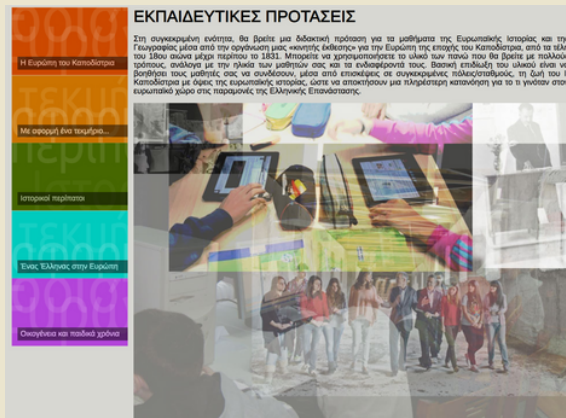 ΕΚΠΑΙΔΕΥΤΙΚΕΣ ΠΡΟΤΑΣΕΙΣ
Στη συγκεκριμένη ενότητα, θα βρείτε μια διδακτική πρόταση για τα μαθήματα της Ευρωπαϊκής Ιστορίας και της
Γεωγραφίας μέσα από την οργάνωση μιας «κινητής έκθεσης» για την Ευρώπη της εποχής του Καποδίστρια, από τα τέλη
του 18ου αιώνα μέχρι περίπου το 1831. Μπορείτε να χρησιμοποιήσετε το υλικό των πανώ που θα βρείτε με πολλούς
τρόπους, ανάλογα με την ηλικία των μαθητών σας και τα ενδιαφέροντά τους. Βασική επιδίωξη του υλικού είναι να
βοηθήσει τους μαθητές σας να συνδέσουν, μέσα από επισκέψεις σε συγκεκριμένες πόλεις/σταθμούς, τη ζωή του Ι.
Καποδίστρια με όψεις της ευρωπαϊκής ιστορίας, ώστε να αποκτήσουν μια πληρέστερη κατανόηση για το τι γινόταν στον
ευρωπαϊκό χώρο στις παραμονές της Ελληνικής Επανάστασης.
Η Ευρώπη του Καποδίστρια
Με αφορμή ένα τεκμήριο...
Ιστορικοί περίπατοι
Ένας Έλληνας στην Ευρώπη
Οικογένεια και παιδικά χρόνια